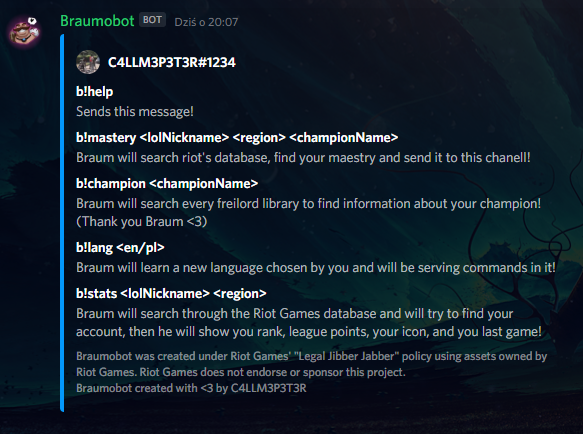 Braumobot BOT Dziś o 20:07
C4LLM3P3T3R#1234
b!help
Sends this message!
b!mastery <lolNickname> <region> <championName>
Braum will search riot's database, find your maestry and send it to this chanell!
b!champion <championName>
Braum will search every freilord library to find information about your champion!
(Thank you Braum <3)
b!lang <en/pl>
Braum will learn a new language chosen by you and will be serving commands in it!
b!stats <lolNickname> <region>
Braum will search through the Riot Games database and will try to find your
account, then he will show you rank, league points, your icon, and you last game!
Braumobot was created under Riot Games' "Legal Jibber Jabber" policy using assets owned by
Riot Games. Riot Games does not endorse or sponsor this project.
Braumobot created with <3 by C4LLM3P3T3R